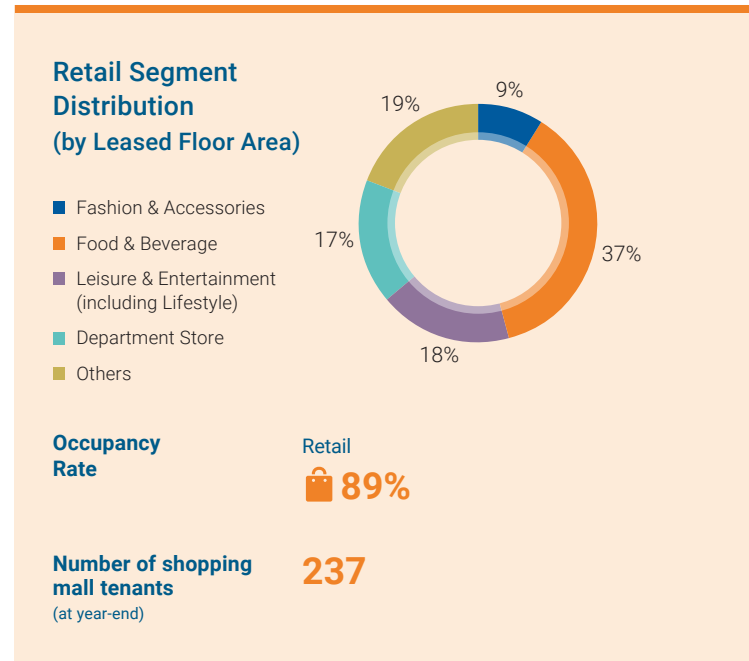 Retail Segment
Distribution
(by Leased Floor Area)
Fashion & Accessories
Food & Beverage
Leisure & Entertainment
(including Lifestyle)
Department Store
Others
9%
37%
18%
17%
19%
Occupancy
Rate
Retail
89%
Number of shopping
mall tenants
(at year-end)
237